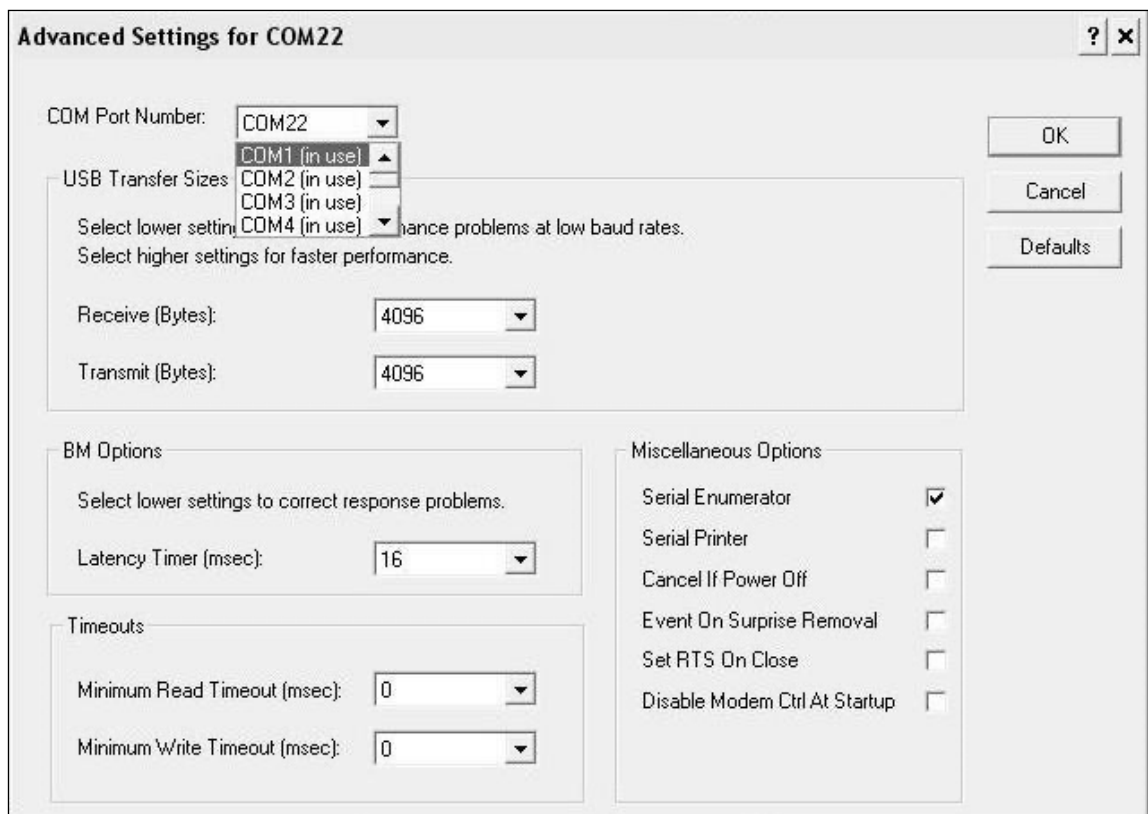 Advanced Settings for COM22
? ×
COM Port Number: COM22
COM1 (in use)
COM2 (in use)
COM3 (in use)
COM4 (in use)
OK
Cancel
Defaults
USB Transfer Sizes
Select lower mance problems at low baud rates.
Select higher settings for faster performance.
Receive (Bytes): 4096
Transmit (Bytes): 4096
BM Options
Select lower settings to correct response problems.
Latency Timer (msec): 16
Timeouts
Minimum Read Timeout (msec): 0
Minimum Write Timeout (msec): 0
Miscellaneous Options
Serial Enumerator
Serial Printer
Cancel If Power Off
Event On Surprise Removal
Set RTS On Close
Disable Modem Ctrl At Startup